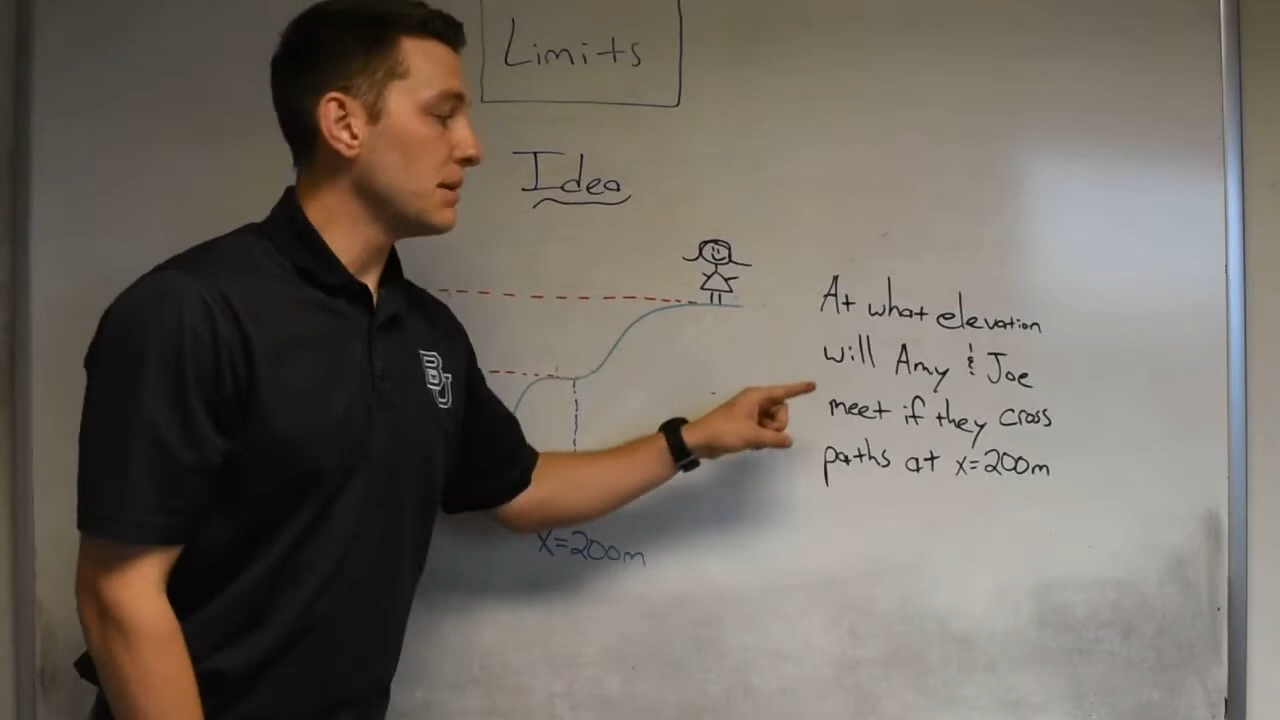 Limits
Idea
At what elevation
will Amy & Joe
meet if they cross
paths at x=200m
x=200m
BU